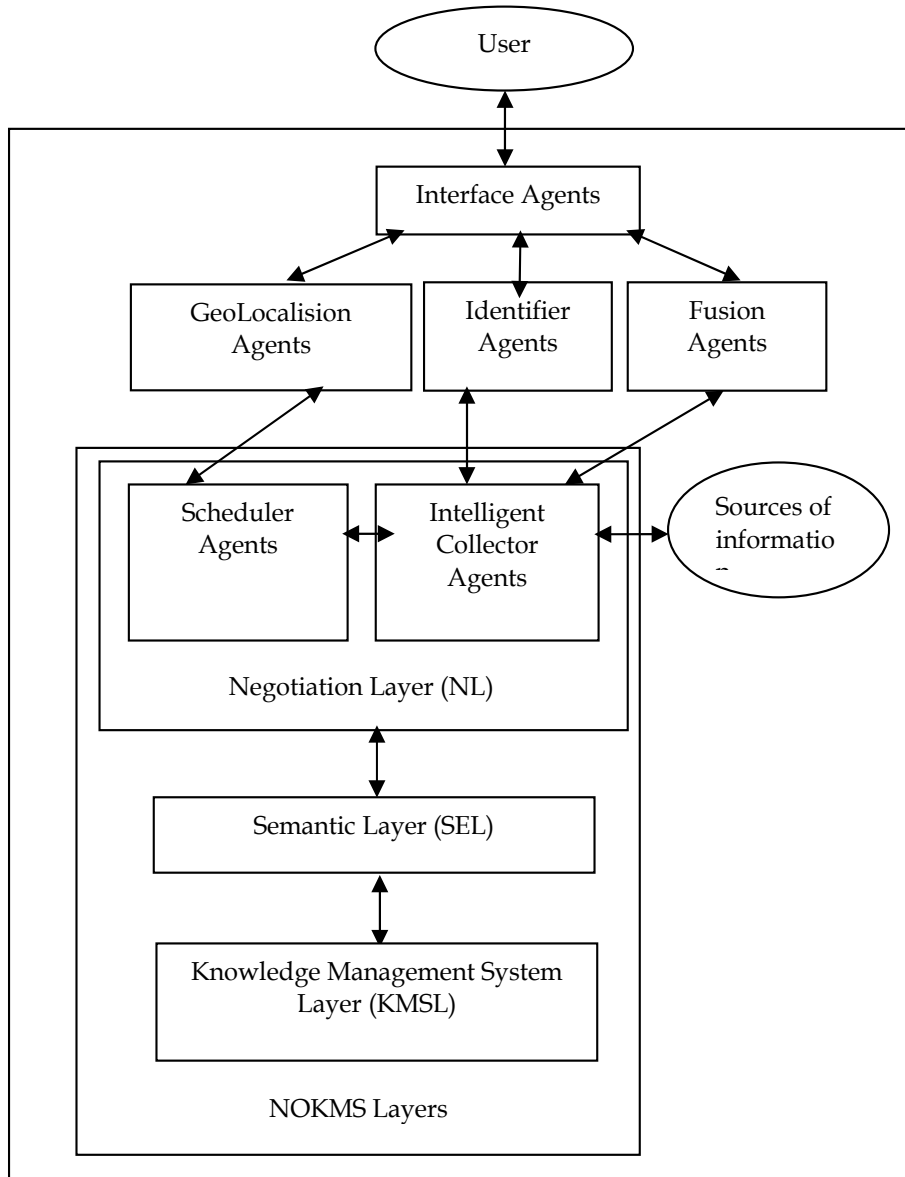 User
Interface Agents
GeoLocalision
Agents
Identifier
Agents
Fusion
Agents
Scheduler
Agents
Intelligent
Collector
Agents
Sources of
informatio
Negotiation Layer (NL)
Semantic Layer (SEL)
Knowledge Management System
Layer (KMSL)
NOKMS Layers